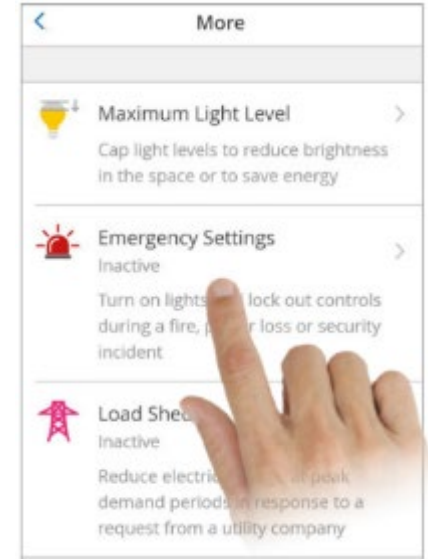 More
Maximum Light Level
Cap light levels to reduce brightness
in the space or to save energy
Emergency Settings
Inactive
Turn on lights lock out controls
during a fire, loss or security
incident
Load
Inactive
Reduce at peak
demand periods in response to a
request from a utility company